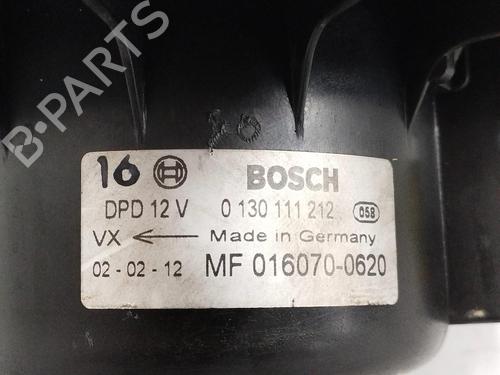 B-PARTS
16 BOSCH
DPD 12 V 0 130 111 212 058
VX ← Made in Germany
02 - 02 - 12 MF 016070-0620